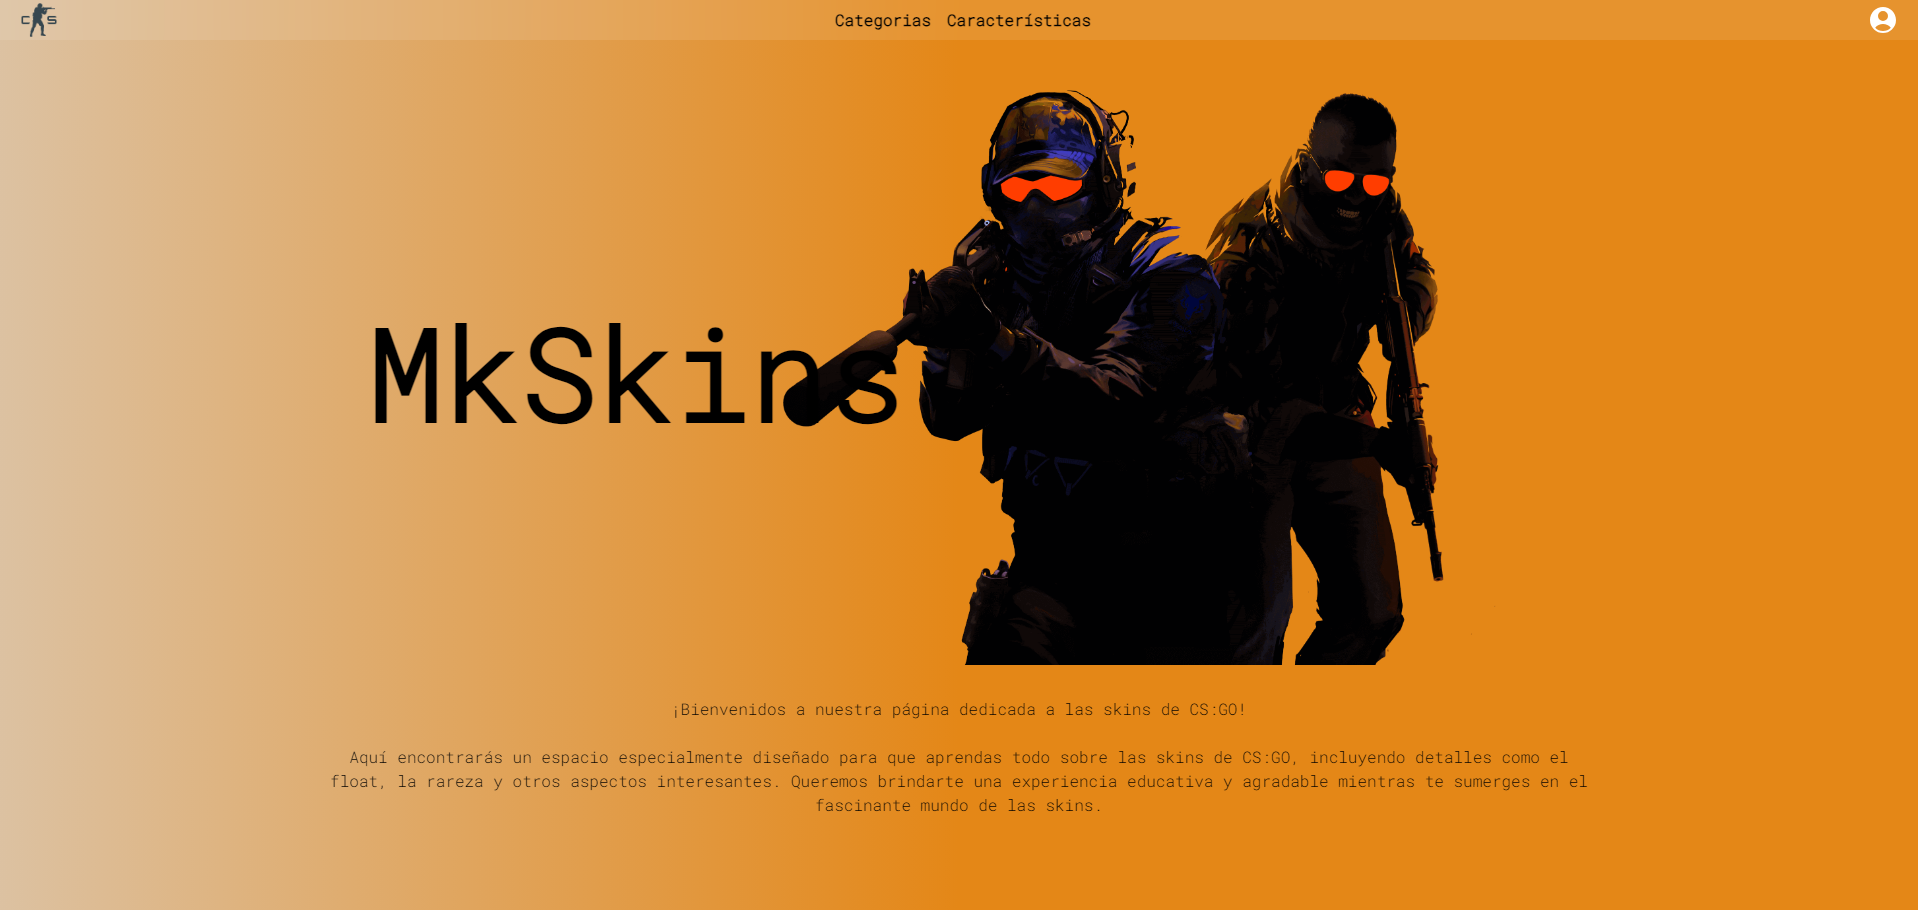 CS
Categorias Características
MkSkins
¡Bienvenidos a nuestra página dedicada a las skins de CS:GO!
Aquí encontrarás un espacio especialmente diseñado para que aprendas todo sobre las skins de CS:GO, incluyendo detalles como el
float, la rareza y otros aspectos interesantes. Queremos brindarte una experiencia educativa y agradable mientras te sumerges en el
fascinante mundo de las skins.